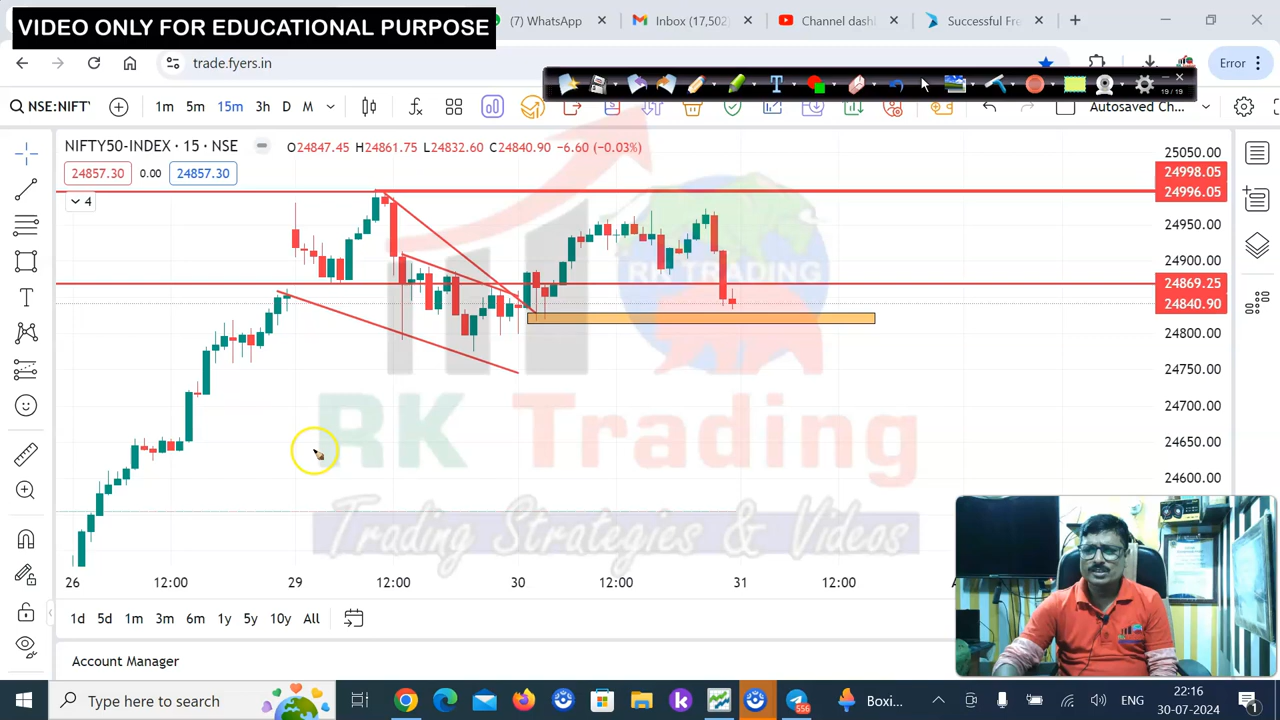 VIDEO ONLY FOR EDUCATIONAL PURPOSE
(7) WhatsApp
Inbox (17,502)
Channel dashb
Successful Fre
trade.fyers.in
Error
19 / 19
NSE:NIFTY
1m 5m 15m 3h D M
Autosaved Ch...
NIFTY50-INDEX · 15 · NSE
O24847.45 H24861.75 L24832.60 C24840.90 -6.60 (-0.03%)
24857.30 0.00 24857.30
4
25050.00
24998.05
24996.05
24950.00
24900.00
24869.25
24840.90
24800.00
24750.00
24700.00
24650.00
24600.00
RK TRADING
RK Trading
Trading Strategies & Videos
26 12:00 29 12:00 30 12:00 31 12:00
1d 5d 1m 3m 6m 1y 5y 10y All
Account Manager
Type here to search
556
Boxi...
ENG
22:16
30-07-2024
1